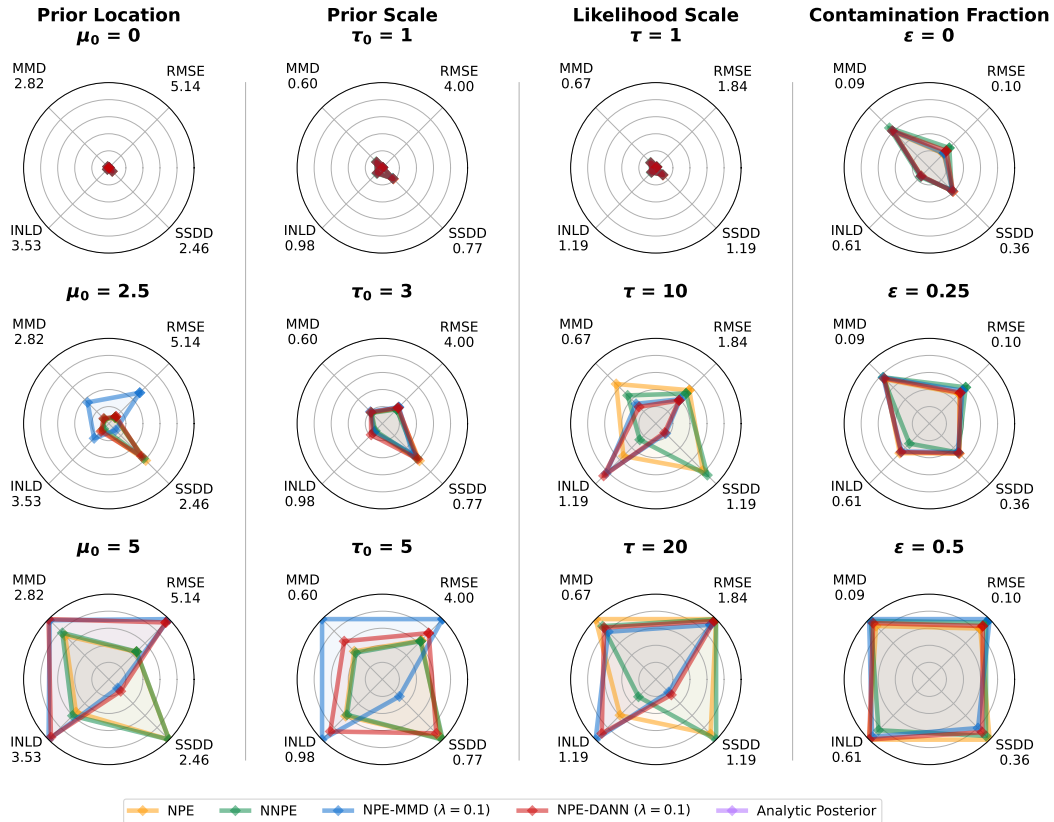 Prior Location
μ₀ = 0
Prior Scale
τ₀ = 1
Likelihood Scale
τ = 1
Contamination Fraction
ε = 0
MMD
2.82
RMSE
5.14
INLD
3.53
SSDD
2.46
MMD
0.60
RMSE
4.00
INLD
0.98
SSDD
0.77
MMD
0.67
RMSE
1.84
INLD
1.19
SSDD
1.19
MMD
0.09
RMSE
0.10
INLD
0.61
SSDD
0.36
μ₀ = 2.5
τ₀ = 3
τ = 10
ε = 0.25
MMD
2.82
RMSE
5.14
INLD
3.53
SSDD
2.46
MMD
0.60
RMSE
4.00
INLD
0.98
SSDD
0.77
MMD
0.67
RMSE
1.84
INLD
1.19
SSDD
1.19
MMD
0.09
RMSE
0.10
INLD
0.61
SSDD
0.36
μ₀ = 5
τ₀ = 5
τ = 20
ε = 0.5
MMD
2.82
RMSE
5.14
INLD
3.53
SSDD
2.46
MMD
0.60
RMSE
4.00
INLD
0.98
SSDD
0.77
MMD
0.67
RMSE
1.84
INLD
1.19
SSDD
1.19
MMD
0.09
RMSE
0.10
INLD
0.61
SSDD
0.36
NPE
NNPE
NPE-MMD (λ = 0.1)
NPE-DANN (λ = 0.1)
Analytic Posterior